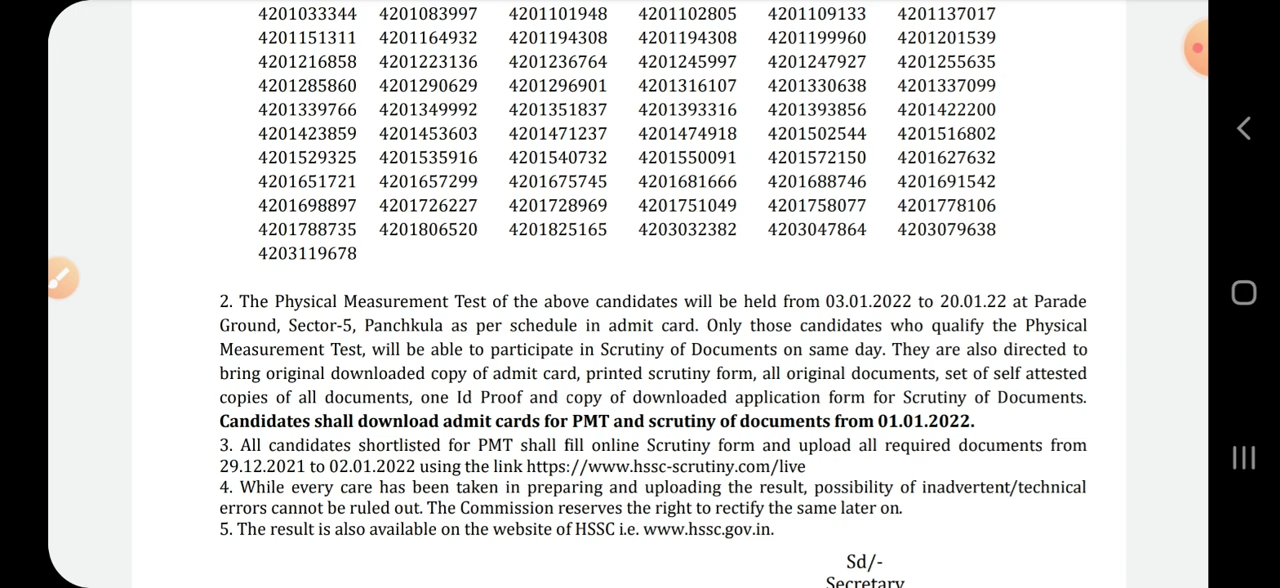 4201033344 4201083997 4201101948 4201102805 4201109133 4201137017
4201151311 4201164932 4201194308 4201194308 4201199960 4201201539
4201216858 4201223136 4201236764 4201245997 4201247927 4201255635
4201285860 4201290629 4201296901 4201316107 4201330638 4201337099
4201339766 4201349992 4201351837 4201393316 4201393856 4201422200
4201423859 4201453603 4201471237 4201474918 4201502544 4201516802
4201529325 4201535916 4201540732 4201550091 4201572150 4201627632
4201651721 4201657299 4201675745 4201681666 4201688746 4201691542
4201698897 4201726227 4201728969 4201751049 4201758077 4201778106
4201788735 4201806520 4201825165 4203032382 4203047864 4203079638
4203119678
2. The Physical Measurement Test of the above candidates will be held from 03.01.2022 to 20.01.22 at Parade
Ground, Sector-5, Panchkula as per schedule in admit card. Only those candidates who qualify the Physical
Measurement Test, will be able to participate in Scrutiny of Documents on same day. They are also directed to
bring original downloaded copy of admit card, printed scrutiny form, all original documents, set of self attested
copies of all documents, one Id Proof and copy of downloaded application form for Scrutiny of Documents.
Candidates shall download admit cards for PMT and scrutiny of documents from 01.01.2022.
3. All candidates shortlisted for PMT shall fill online Scrutiny form and upload all required documents from
29.12.2021 to 02.01.2022 using the link https://www.hssc-scrutiny.com/live
4. While every care has been taken in preparing and uploading the result, possibility of inadvertent/technical
errors cannot be ruled out. The Commission reserves the right to rectify the same later on.
5. The result is also available on the website of HSSC i.e. www.hssc.gov.in.
Sd/-
Secretary